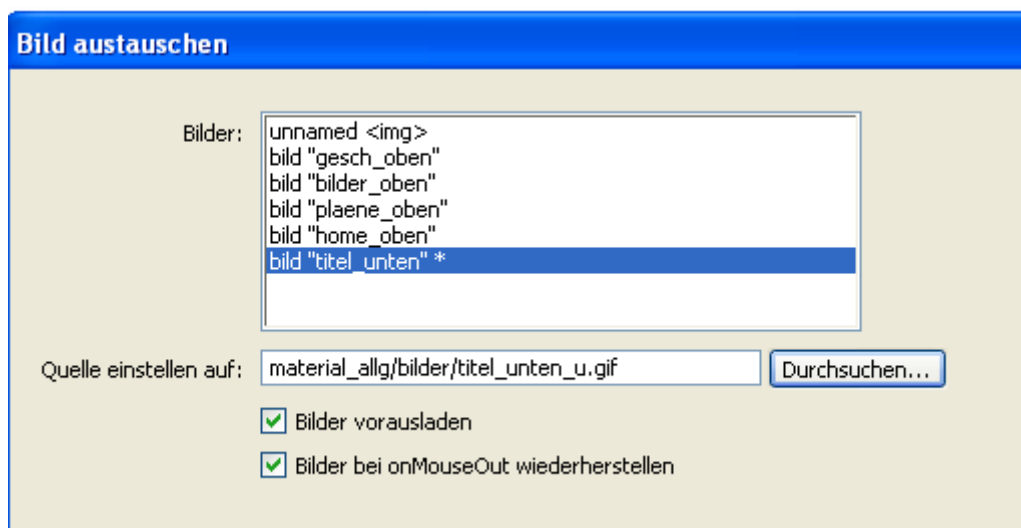 Bild austauschen
Bilder:
unnamed <img>
bild "gesch_oben"
bild "bilder_oben"
bild "plaene_oben"
bild "home_oben"
bild "titel_unten" *
Quelle einstellen auf: material_allg/bilder/titel_unten_u.gif Durchsuchen...
Bilder vorausladen
Bilder bei onMouseOut wiederherstellen